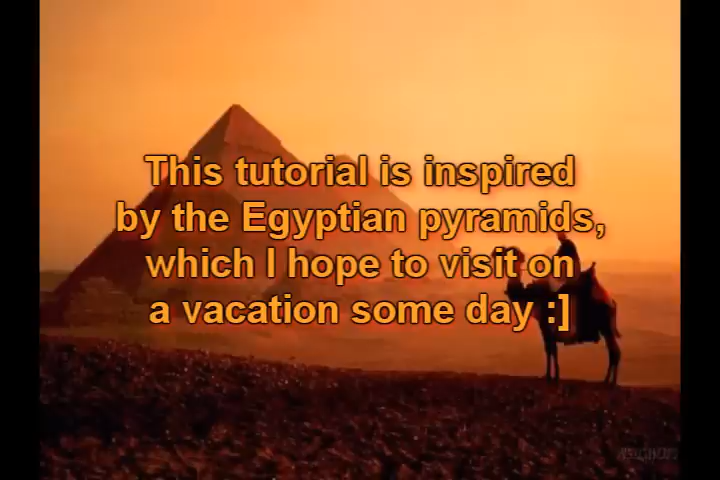 This tutorial is inspired
by the Egyptian pyramids,
which I hope to visit on
a vacation some day :]